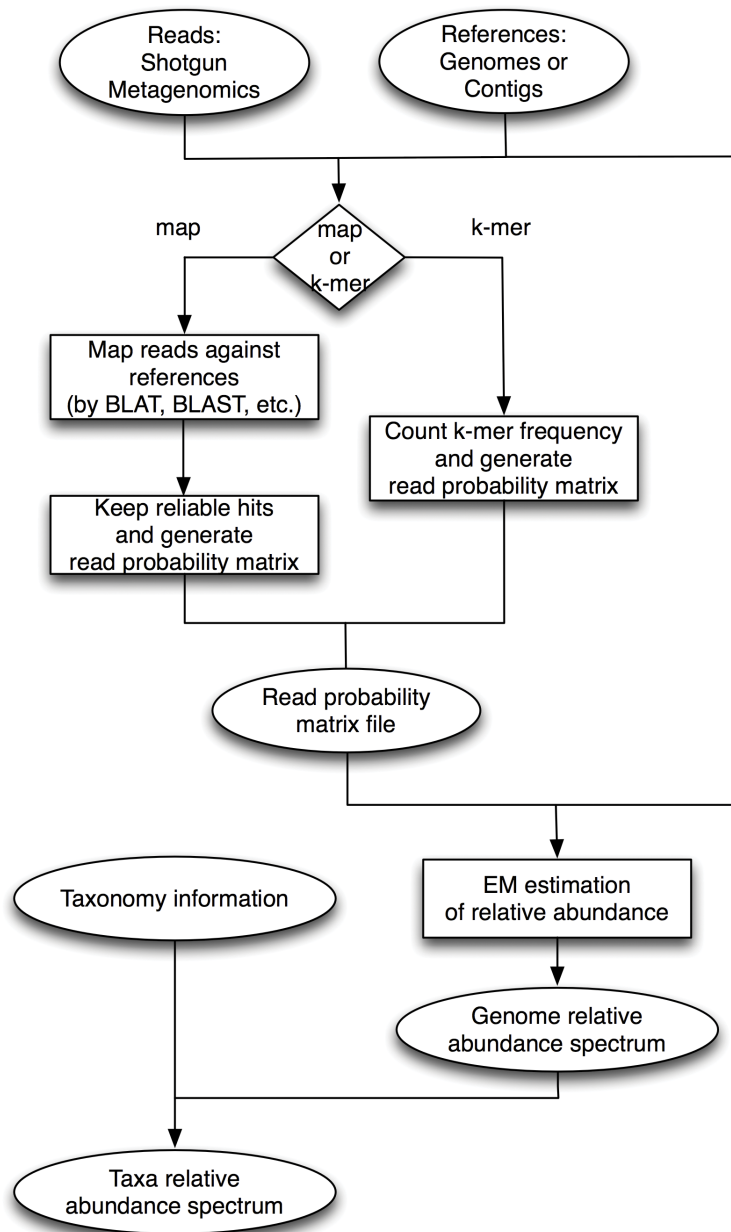 Reads:
Shotgun
Metagenomics
References:
Genomes or
Contigs
map
map
or
k-mer
k-mer
Map reads against
references
(by BLAT, BLAST, etc.)
Count k-mer frequency
and generate
read probability matrix
Keep reliable hits
and generate
read probability matrix
Read probability
matrix file
Taxonomy information
EM estimation
of relative abundance
Genome relative
abundance spectrum
Taxa relative
abundance spectrum